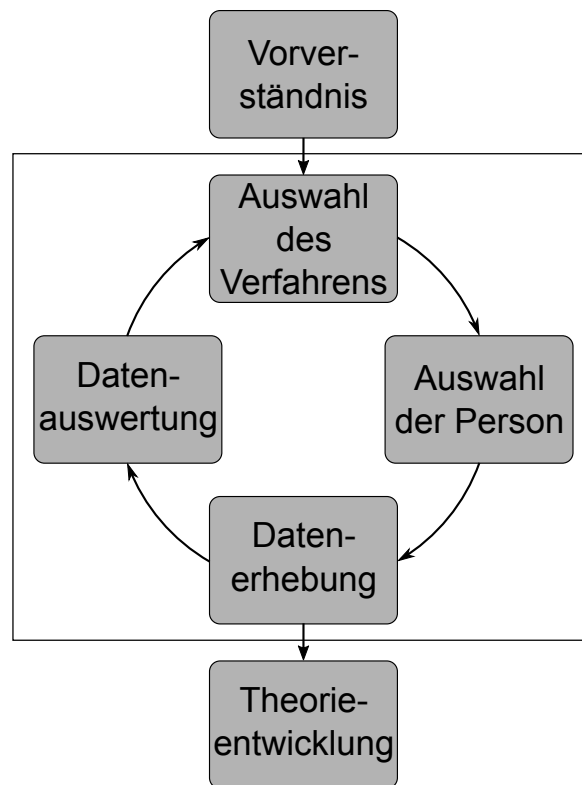 Vorver-
ständnis
Auswahl
des
Verfahrens
Auswahl
der Person
Daten-
erhebung
Daten-
auswertung
Theorie-
entwicklung